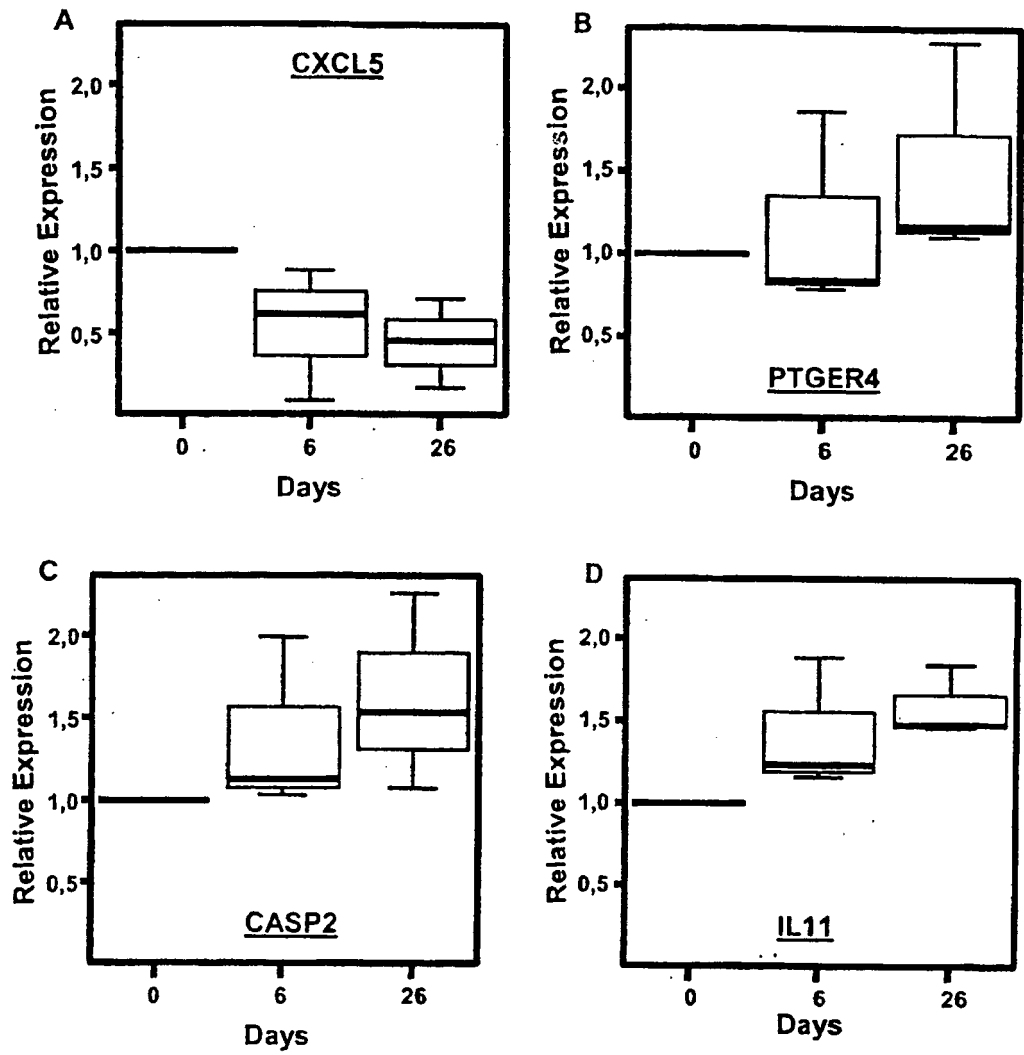 A
CXCL5
Relative Expression
2,0
1,5
1,0
0,5
0 6 26
Days
B
PTGER4
Relative Expression
2,0
1,5
1,0
0,5
0 6 26
Days
C
CASP2
Relative Expression
2,0
1,5
1,0
0,5
0 6 26
Days
D
IL11
Relative Expression
2,0
1,5
1,0
0,5
0 6 26
Days